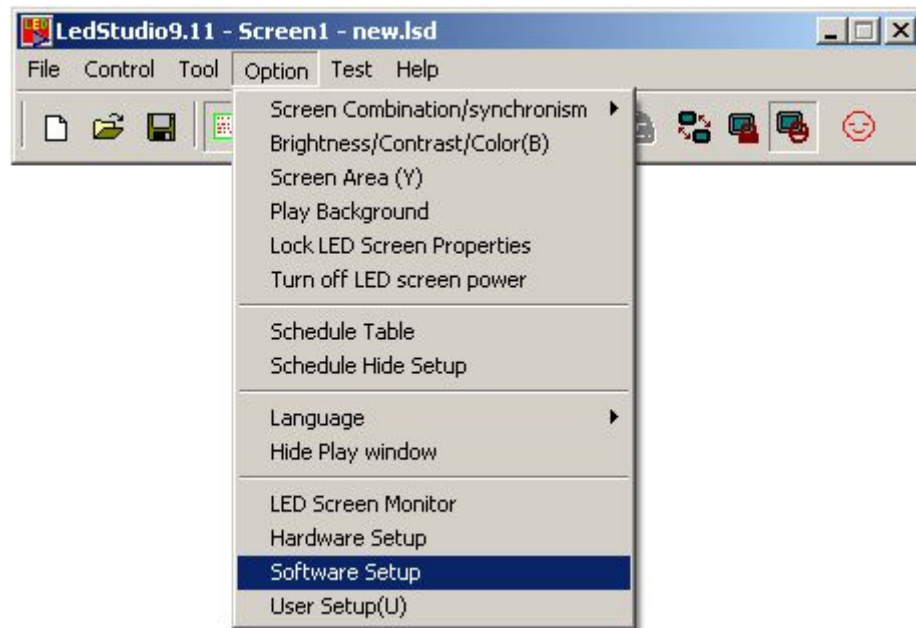 LedStudio9.11 - Screen1 - new.lsd
File Control Tool Option Test Help
Screen Combination/synchronism
Brightness/Contrast/Color(B)
Screen Area (Y)
Play Background
Lock LED Screen Properties
Turn off LED screen power
Schedule Table
Schedule Hide Setup
Language
Hide Play window
LED Screen Monitor
Hardware Setup
Software Setup
User Setup(U)